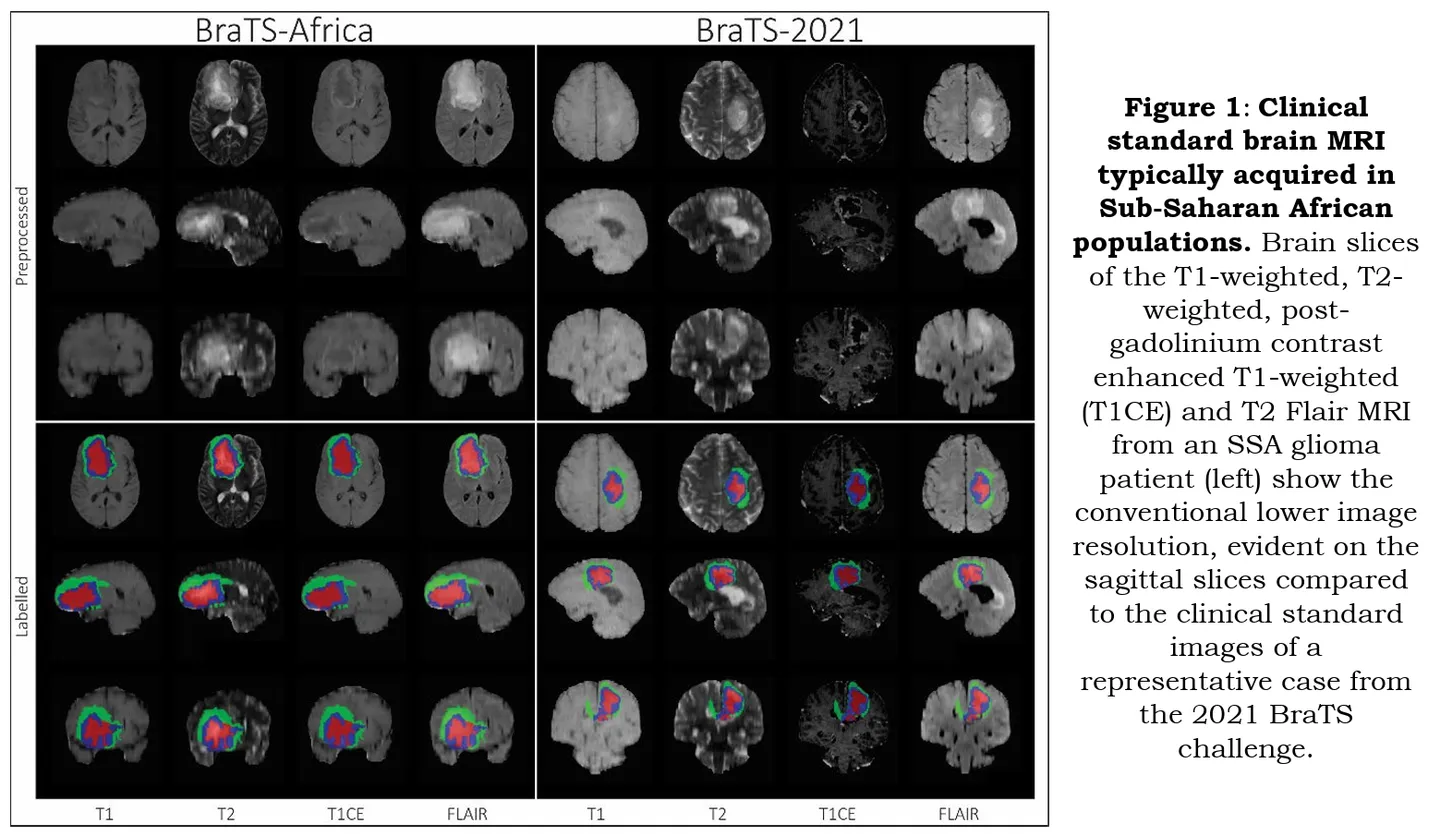 BraTS-Africa
BraTS-2021
Preprocessed
Labelled
T1
T2
T1CE
FLAIR
T1
T2
T1CE
FLAIR
Figure 1: Clinical
standard brain MRI
typically acquired in
Sub-Saharan African
populations. Brain slices
of the T1-weighted, T2-
weighted, post-
gadolinium contrast
enhanced T1-weighted
(T1CE) and T2 Flair MRI
from an SSA glioma
patient (left) show the
conventional lower image
resolution, evident on the
sagittal slices compared
to the clinical standard
images of a
representative case from
the 2021 BraTS
challenge.